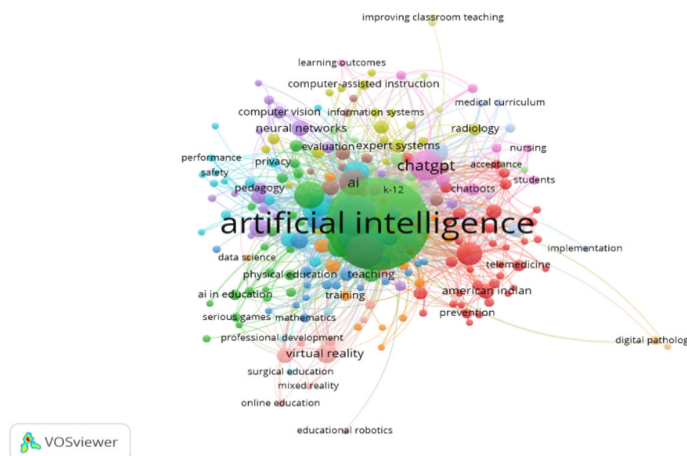 improving classroom teaching
learning outcomes
computer-assisted instruction
medical curriculum
computer vision
information systems
neural networks
radiology
evaluation
expert systems
nursing
performance
privacy
chatgpt
acceptance
safety
ai
students
pedagogy
k-12
chatbots
artificial intelligence
implementation
data science
telemedicine
physical education
teaching
ai in education
training
american indian
serious games
mathematics
prevention
professional development
digital patholog
virtual reality
surgical education
mixed reality
online education
educational robotics
VOSviewer